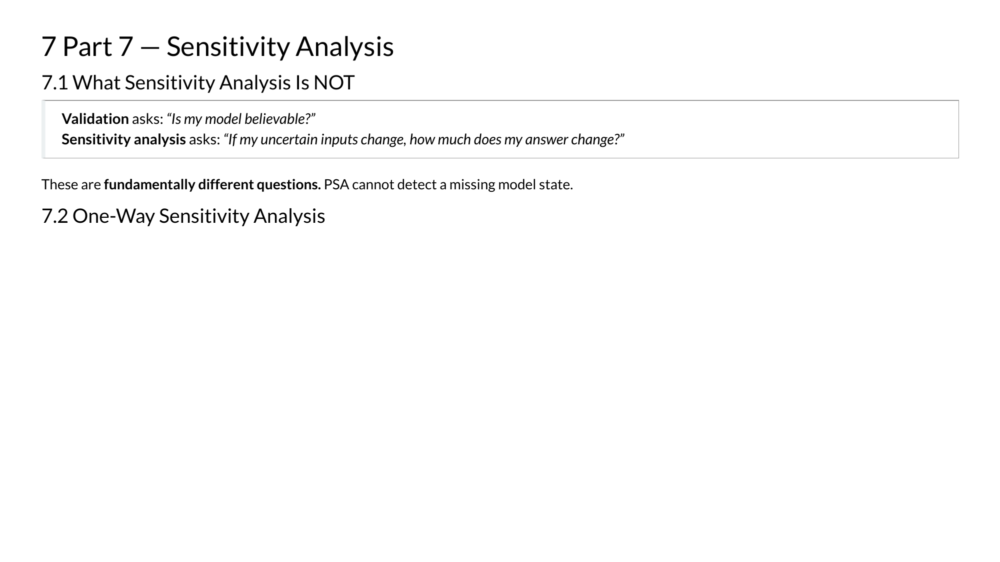 7 Part 7 — Sensitivity Analysis
7.1 What Sensitivity Analysis Is NOT
Validation asks: “Is my model believable?”
Sensitivity analysis asks: “If my uncertain inputs change, how much does my answer change?”
These are fundamentally different questions. PSA cannot detect a missing model state.
7.2 One-Way Sensitivity Analysis